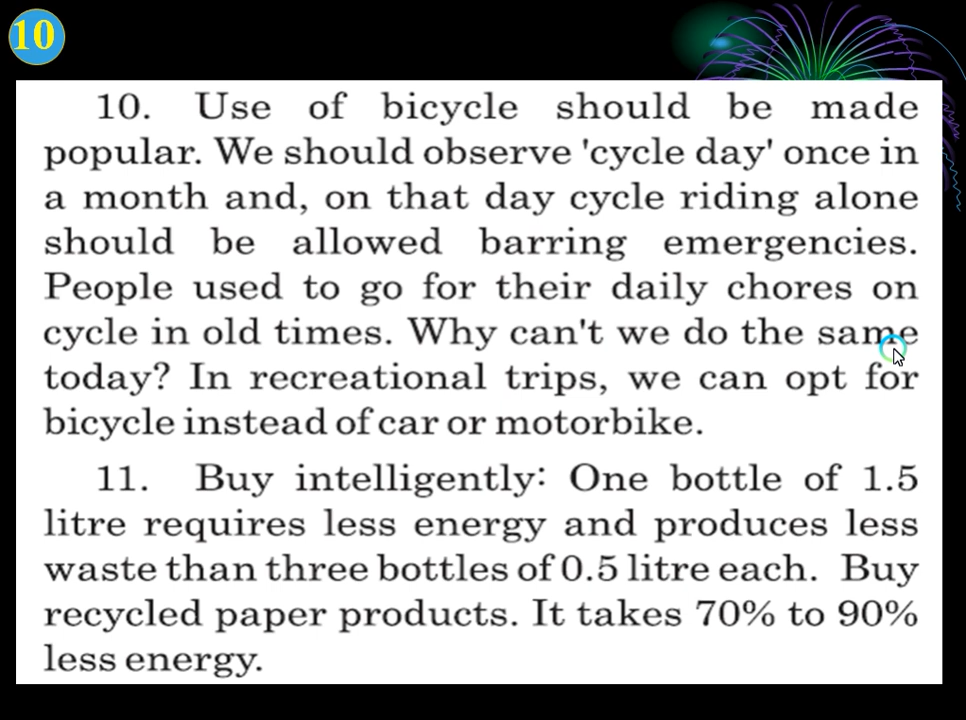 10
10. Use of bicycle should be made
popular. We should observe 'cycle day' once in
a month and, on that day cycle riding alone
should be allowed barring emergencies.
People used to go for their daily chores on
cycle in old times. Why can't we do the same
today? In recreational trips, we can opt for
bicycle instead of car or motorbike.
11. Buy intelligently: One bottle of 1.5
litre requires less energy and produces less
waste than three bottles of 0.5 litre each. Buy
recycled paper products. It takes 70% to 90%
less energy.